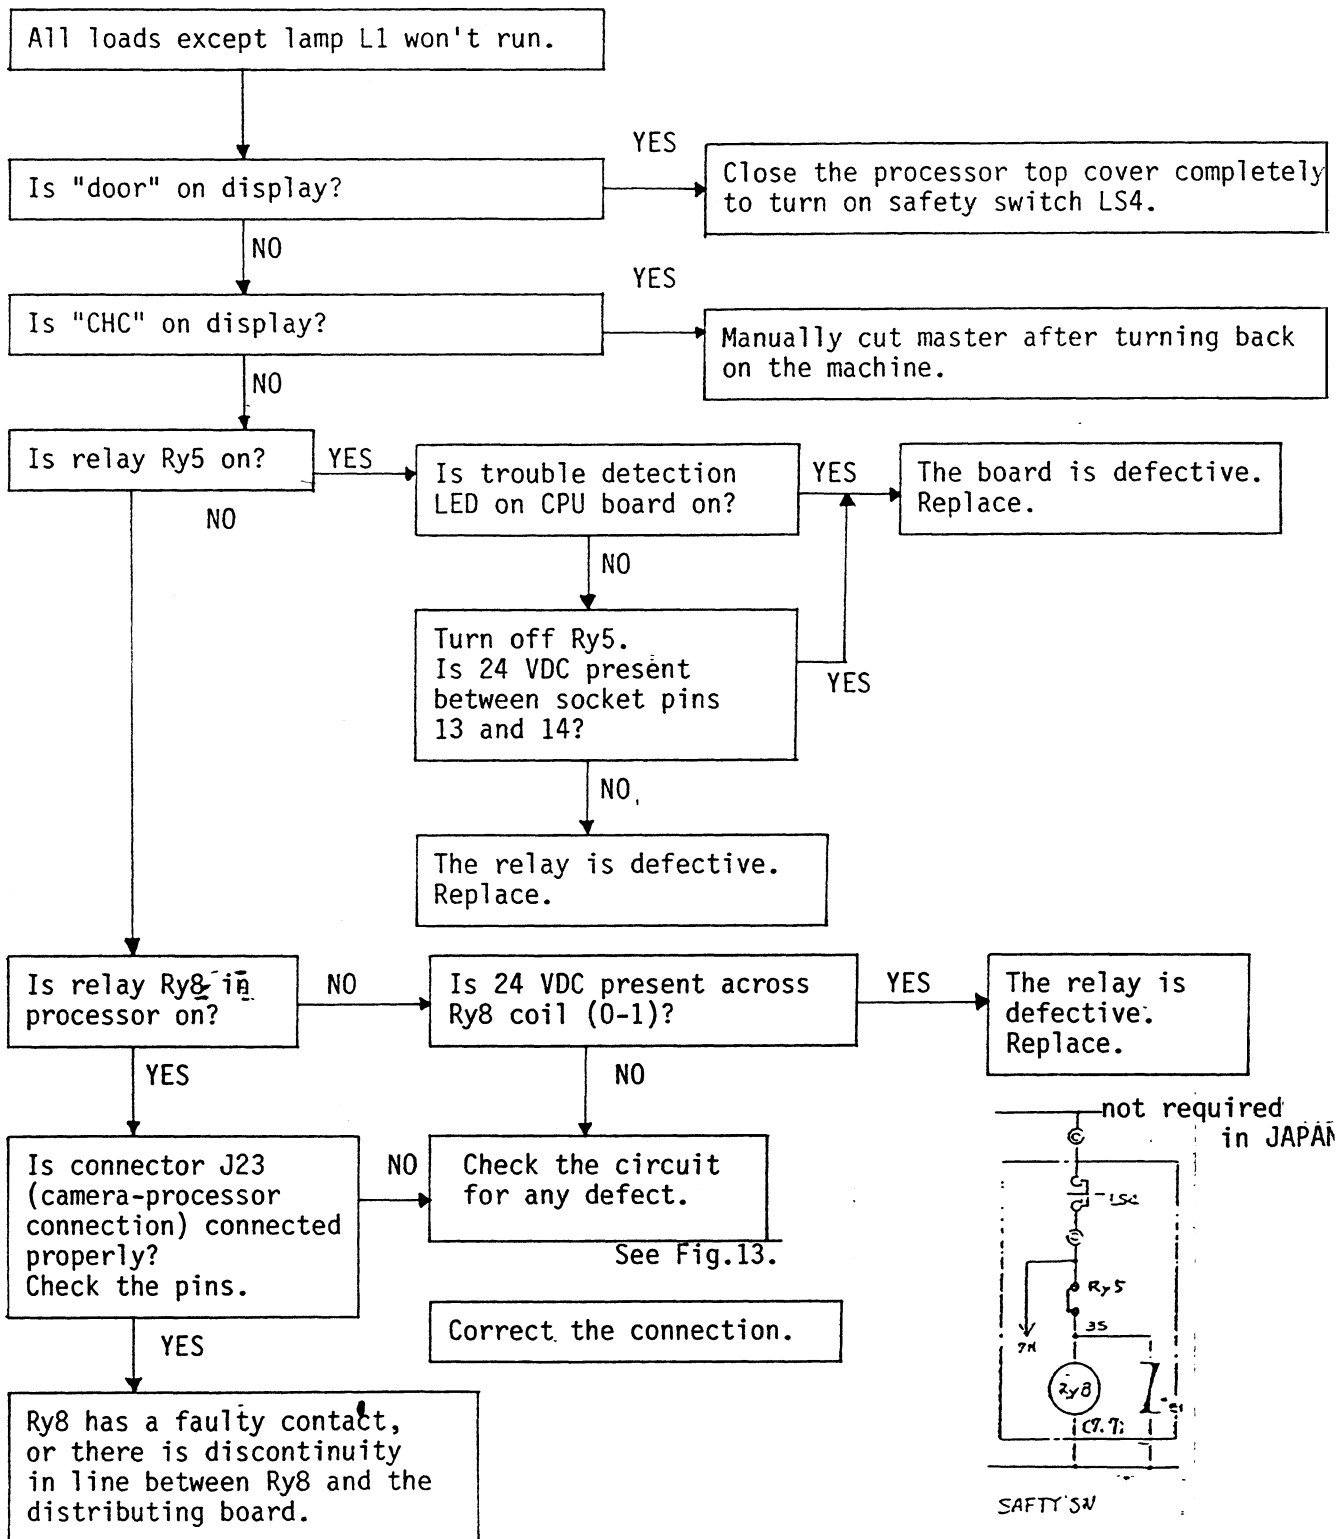 All loads except lamp L1 won't run.
YES
Is "door" on display?
Close the processor top cover completely
to turn on safety switch LS4.
NO
YES
Is "CHC" on display?
Manually cut master after turning back
on the machine.
NO
Is relay Ry5 on?
YES
NO
Is trouble detection
LED on CPU board on?
YES
The board is defective.
Replace.
NO
Turn off Ry5.
Is 24 VDC present
between socket pins
13 and 14?
YES
NO
The relay is defective.
Replace.
Is relay Ry8 in
processor on?
NO
Is 24 VDC present across
Ry8 coil (0-1)?
YES
The relay is
defective.
Replace.
YES
NO
Is connector J23
(camera-processor
connection) connected
properly?
Check the pins.
NO
Check the circuit
for any defect.
See Fig.13.
Correct the connection.
YES
Ry8 has a faulty contact,
or there is discontinuity
in line between Ry8 and the
distributing board.
not required
in JAPAN
Ry5
35
SAFTY SW